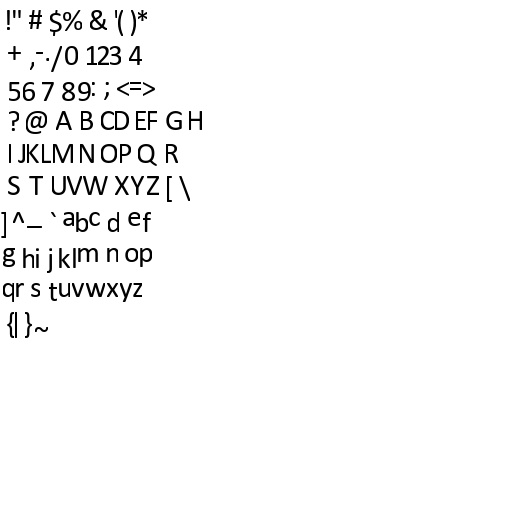 !" # $% & '( )*
+ ,-./0 123 4
56 7 89: ; <=>
? @ A B CD EF G H
I JKLM N OP Q R
S T UVW XYZ [ \
] ^_ `abc d ef
g hi j klm n op
qr s tuvwxyz
{| }~